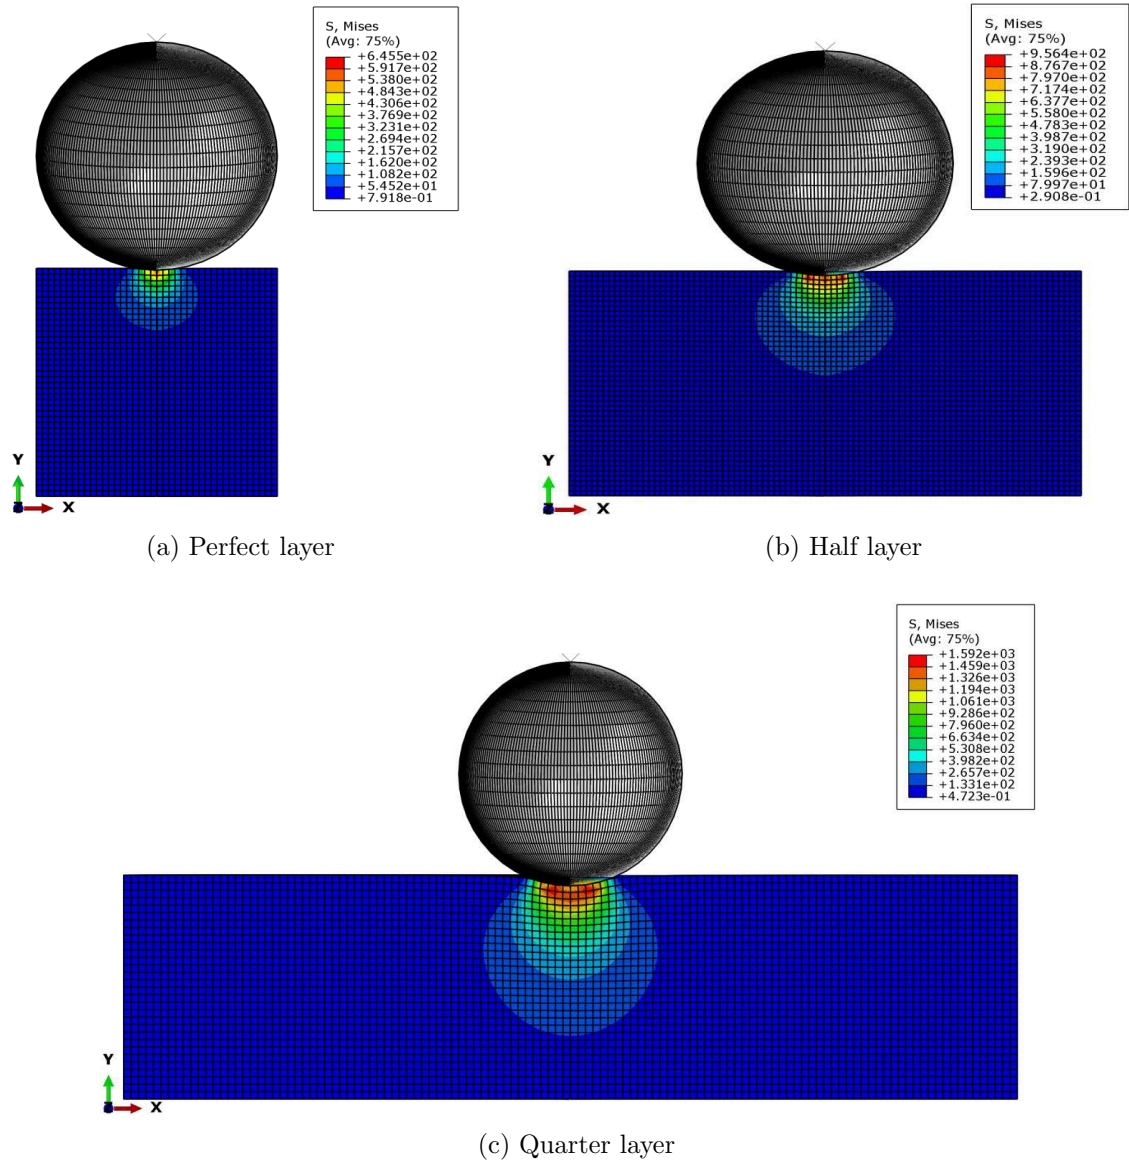 S, Mises
(Avg: 75%)
+6.455e+02
+5.917e+02
+5.380e+02
+4.843e+02
+4.306e+02
+3.769e+02
+3.231e+02
+2.694e+02
+2.157e+02
+1.620e+02
+1.082e+02
+5.452e+01
+7.918e-01
Y
X
(a) Perfect layer
S, Mises
(Avg: 75%)
+9.564e+02
+8.767e+02
+7.970e+02
+7.174e+02
+6.377e+02
+5.580e+02
+4.783e+02
+3.987e+02
+3.190e+02
+2.393e+02
+1.596e+02
+7.997e+01
+2.908e-01
Y
X
(b) Half layer
S, Mises
(Avg: 75%)
+1.592e+03
+1.459e+03
+1.326e+03
+1.194e+03
+1.061e+03
+9.286e+02
+7.960e+02
+6.634e+02
+5.308e+02
+3.982e+02
+2.657e+02
+1.331e+02
+4.723e-01
Y
X
(c) Quarter layer